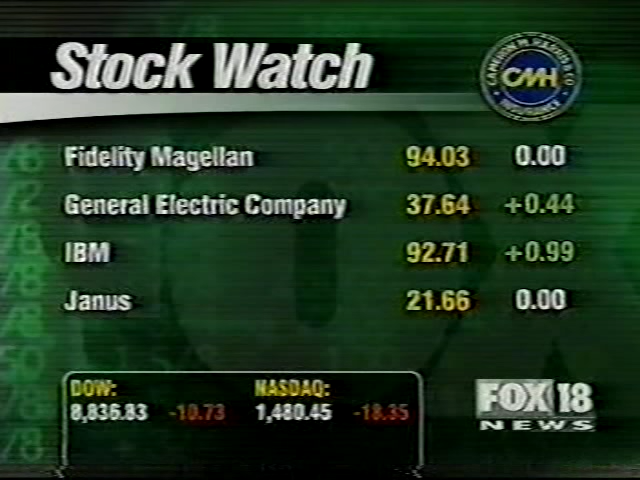 Stock Watch
CMH
INSURANCE
Fidelity Magellan 94.03 0.00
General Electric Company 37.64 +0.44
IBM 92.71 +0.99
Janus 21.66 0.00
DOW: NASDAQ:
8,836.83 -10.73 1,480.45 -18.35
FOX 18
NEWS